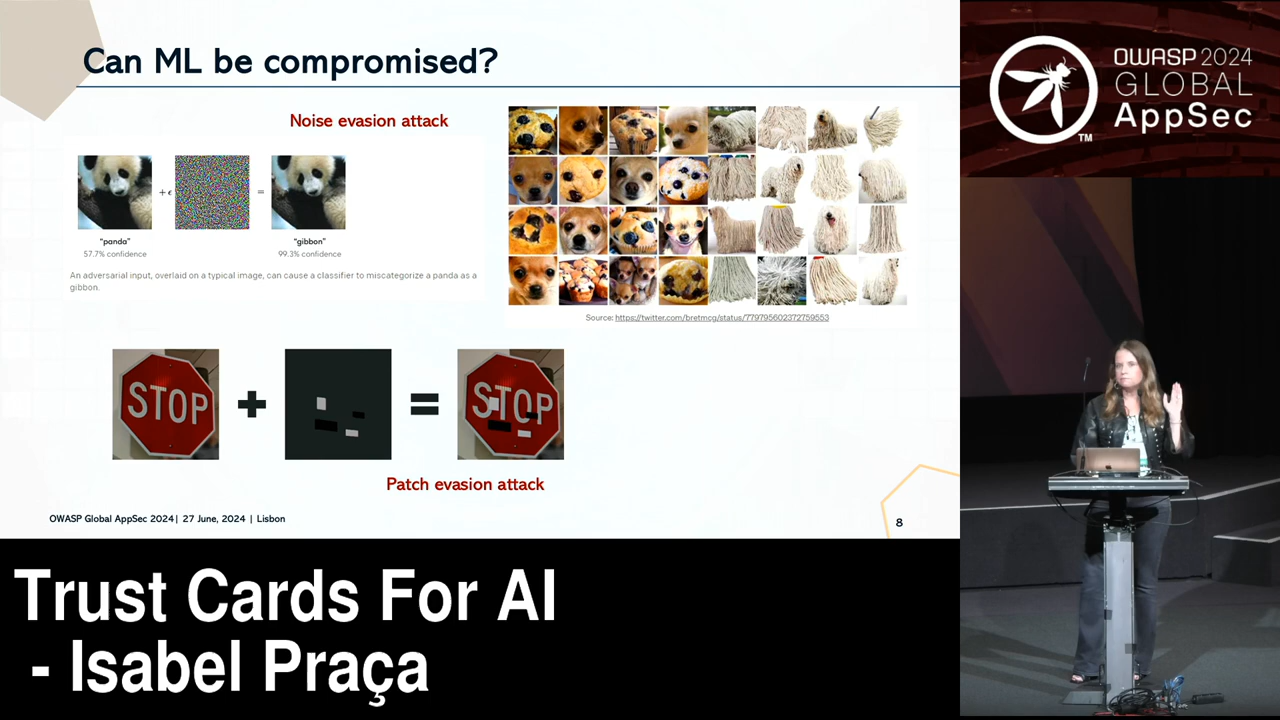 Can ML be compromised?
Noise evasion attack
+ ϵ
=
"panda"
57.7% confidence
"gibbon"
99.3% confidence
An adversarial input, overlaid on a typical image, can cause a classifier to miscategorize a panda as a
gibbon.
Source: https://twitter.com/bretmcg/status/779795602372759553
STOP
+
=
STOP
Patch evasion attack
OWASP Global AppSec 2024 | 27 June, 2024 | Lisbon
8
OWASP 2024
GLOBAL
AppSec
TM
Trust Cards For AI
- Isabel Praça